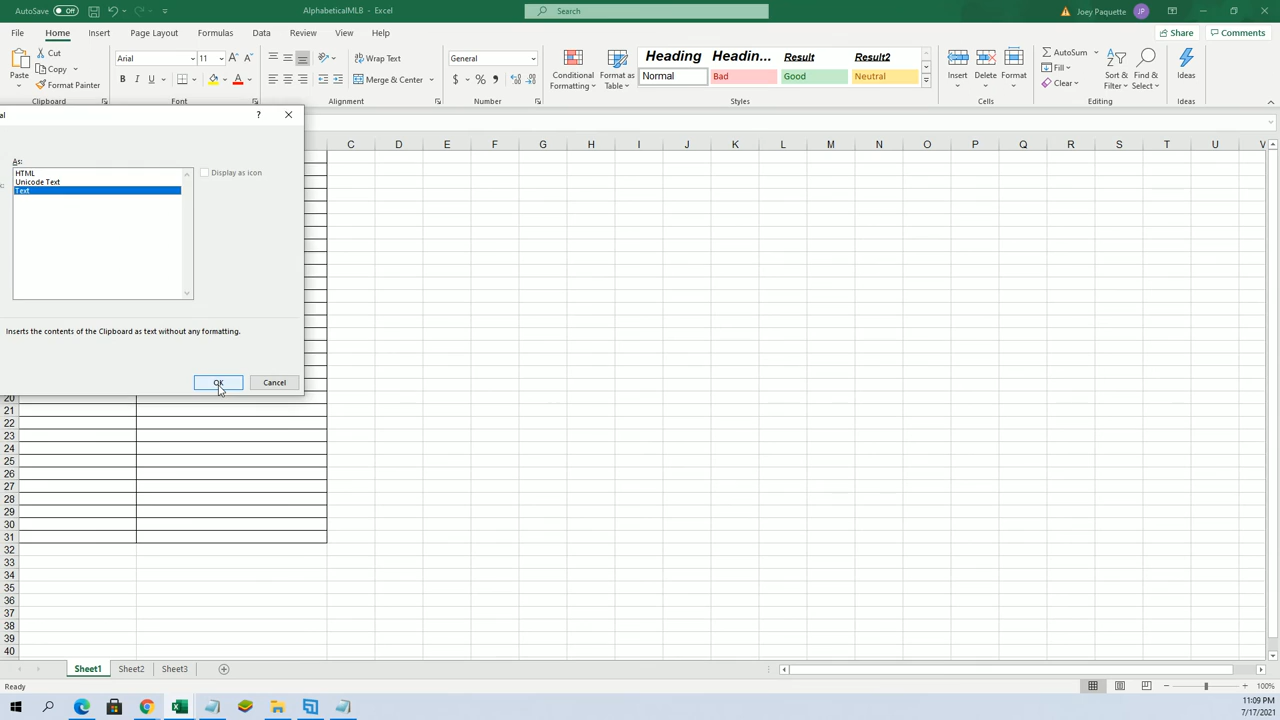 AutoSave Off AlphabeticalMLB - Excel Search Joey Paquette JP
File Home Insert Page Layout Formulas Data Review View Help Share Comments
Paste Cut Copy Format Painter Clipboard
Arial 11 A A B I U A Font
Wrap Text Merge & Center Alignment
General $ % Number
Conditional Formatting Format as Table
Heading Headin... Result Result2
Normal Bad Good Neutral
Styles
Insert Delete Format Cells
AutoSum Fill Clear Sort & Filter Find & Select Editing
Ideas Ideas
al ?
As:
HTML
Unicode Text
Text
Display as icon
Inserts the contents of the Clipboard as text without any formatting.
OK Cancel
C D E F G H I J K L M N O P Q R S T U V
20
21
22
23
24
25
26
27
28
29
30
31
32
33
34
35
36
37
38
39
40
Sheet1 Sheet2 Sheet3
Ready 100%
11:09 PM
7/17/2021